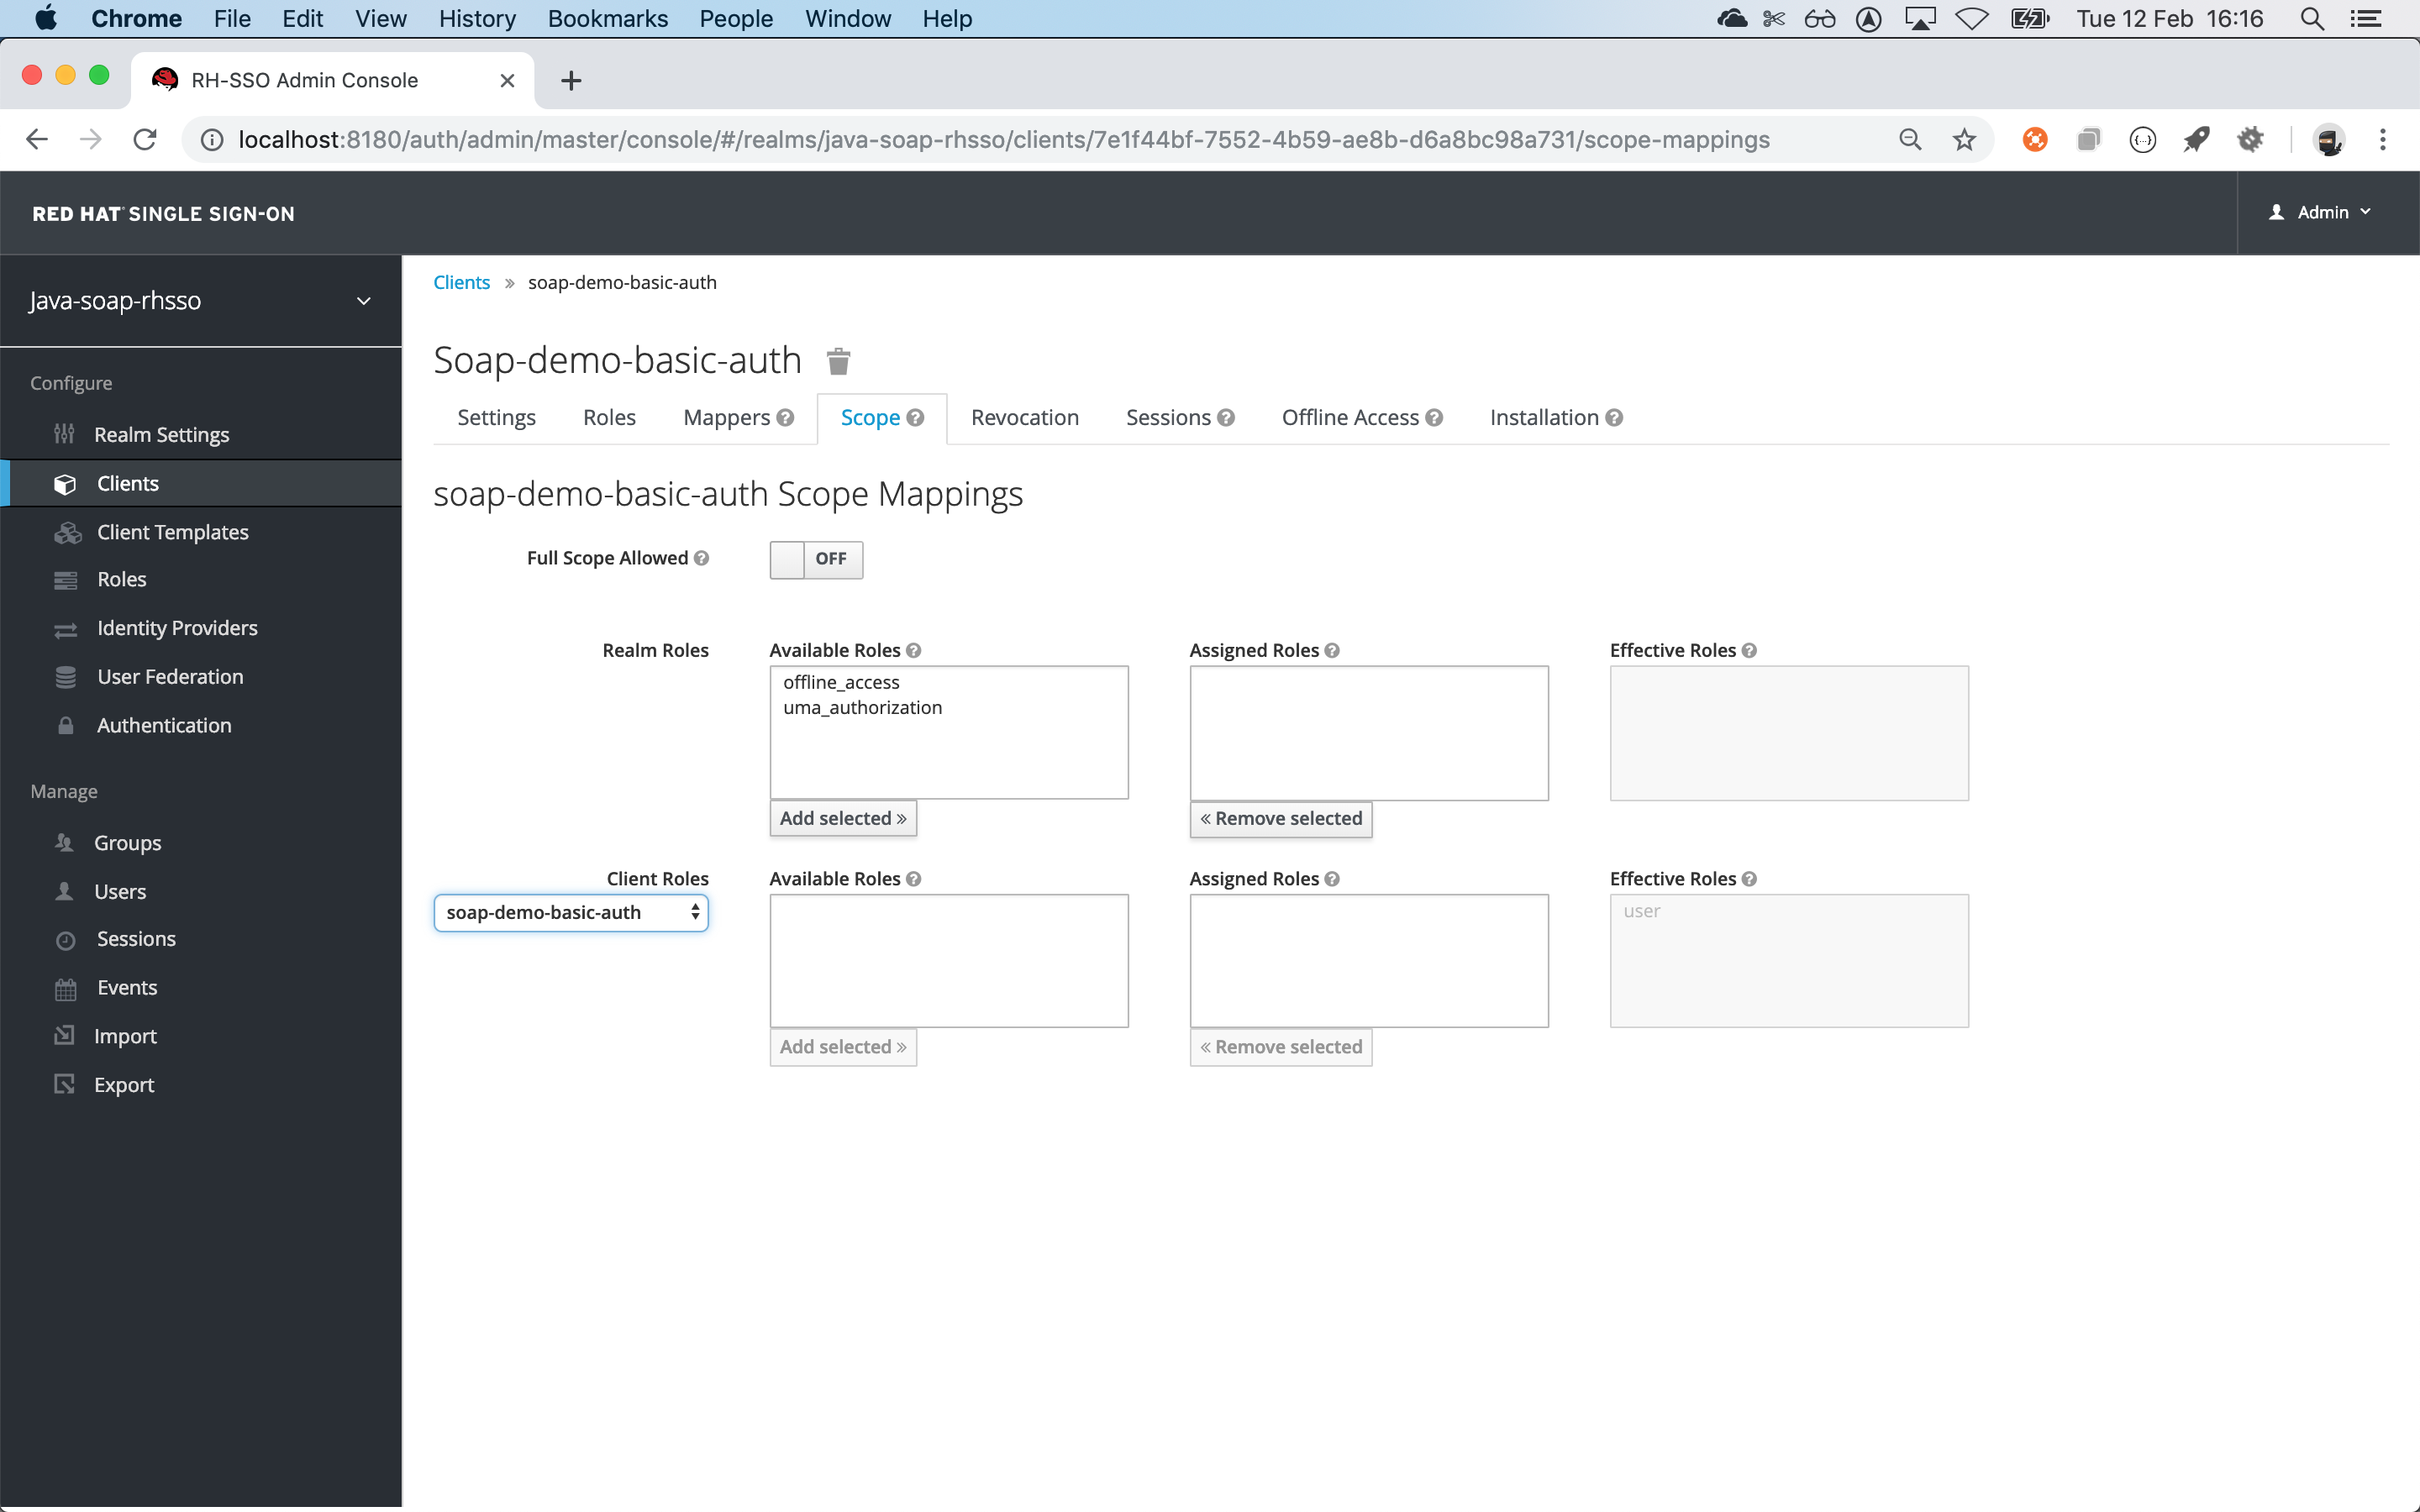 Chrome File Edit View History Bookmarks People Window Help Tue 12 Feb 16:16
RH-SSO Admin Console
localhost:8180/auth/admin/master/console/#/realms/java-soap-rhsso/clients/7e1f44bf-7552-4b59-ae8b-d6a8bc98a731/scope-mappings
RED HAT SINGLE SIGN-ON
Admin
Java-soap-rhsso
Configure
Realm Settings
Clients
Client Templates
Roles
Identity Providers
User Federation
Authentication
Manage
Groups
Users
Sessions
Events
Import
Export
Clients » soap-demo-basic-auth
Soap-demo-basic-auth
Settings Roles Mappers Scope Revocation Sessions Offline Access Installation
soap-demo-basic-auth Scope Mappings
Full Scope Allowed OFF
Realm Roles Available Roles Assigned Roles Effective Roles
offline_access
uma_authorization
Add selected » « Remove selected
Client Roles Available Roles Assigned Roles Effective Roles
soap-demo-basic-auth user
Add selected » « Remove selected